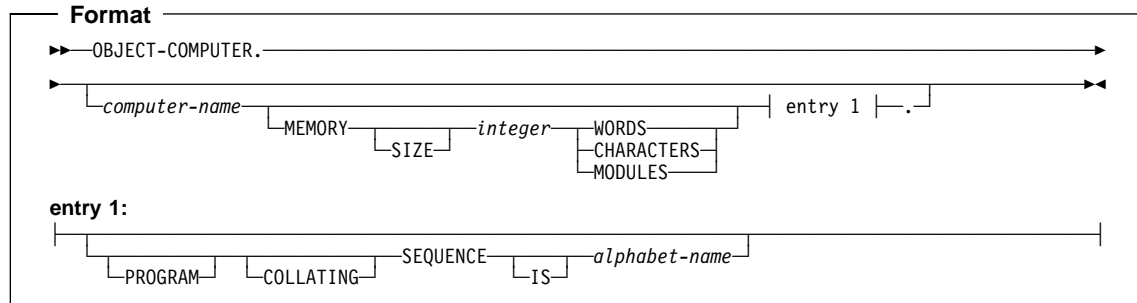 Format
OBJECT-COMPUTER.
computer-name MEMORY SIZE integer WORDS CHARACTERS MODULES entry 1 .
entry 1:
PROGRAM COLLATING SEQUENCE IS alphabet-name